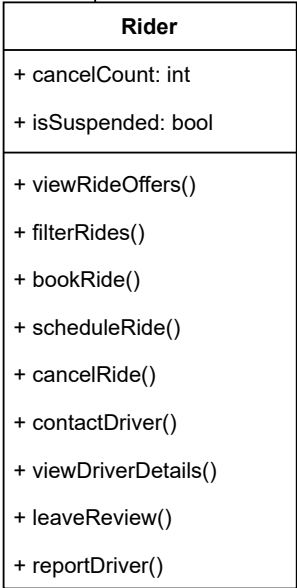 Rider
+ cancelCount: int
+ isSuspended: bool
+ viewRideOffers()
+ filterRides()
+ bookRide()
+ scheduleRide()
+ cancelRide()
+ contactDriver()
+ viewDriverDetails()
+ leaveReview()
+ reportDriver()